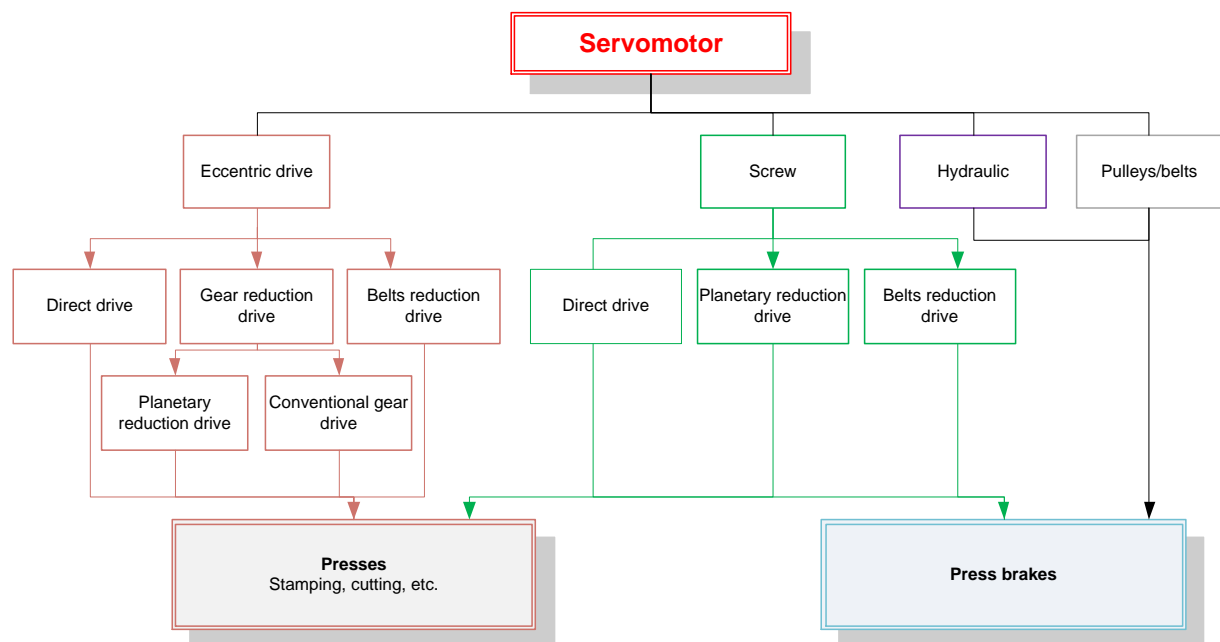 Servomotor
Eccentric drive
Screw
Hydraulic
Pulleys/belts
Direct drive
Gear reduction
drive
Belts reduction
drive
Direct drive
Planetary reduction
drive
Belts reduction
drive
Planetary
reduction drive
Conventional gear
drive
Presses
Stamping, cutting, etc.
Press brakes